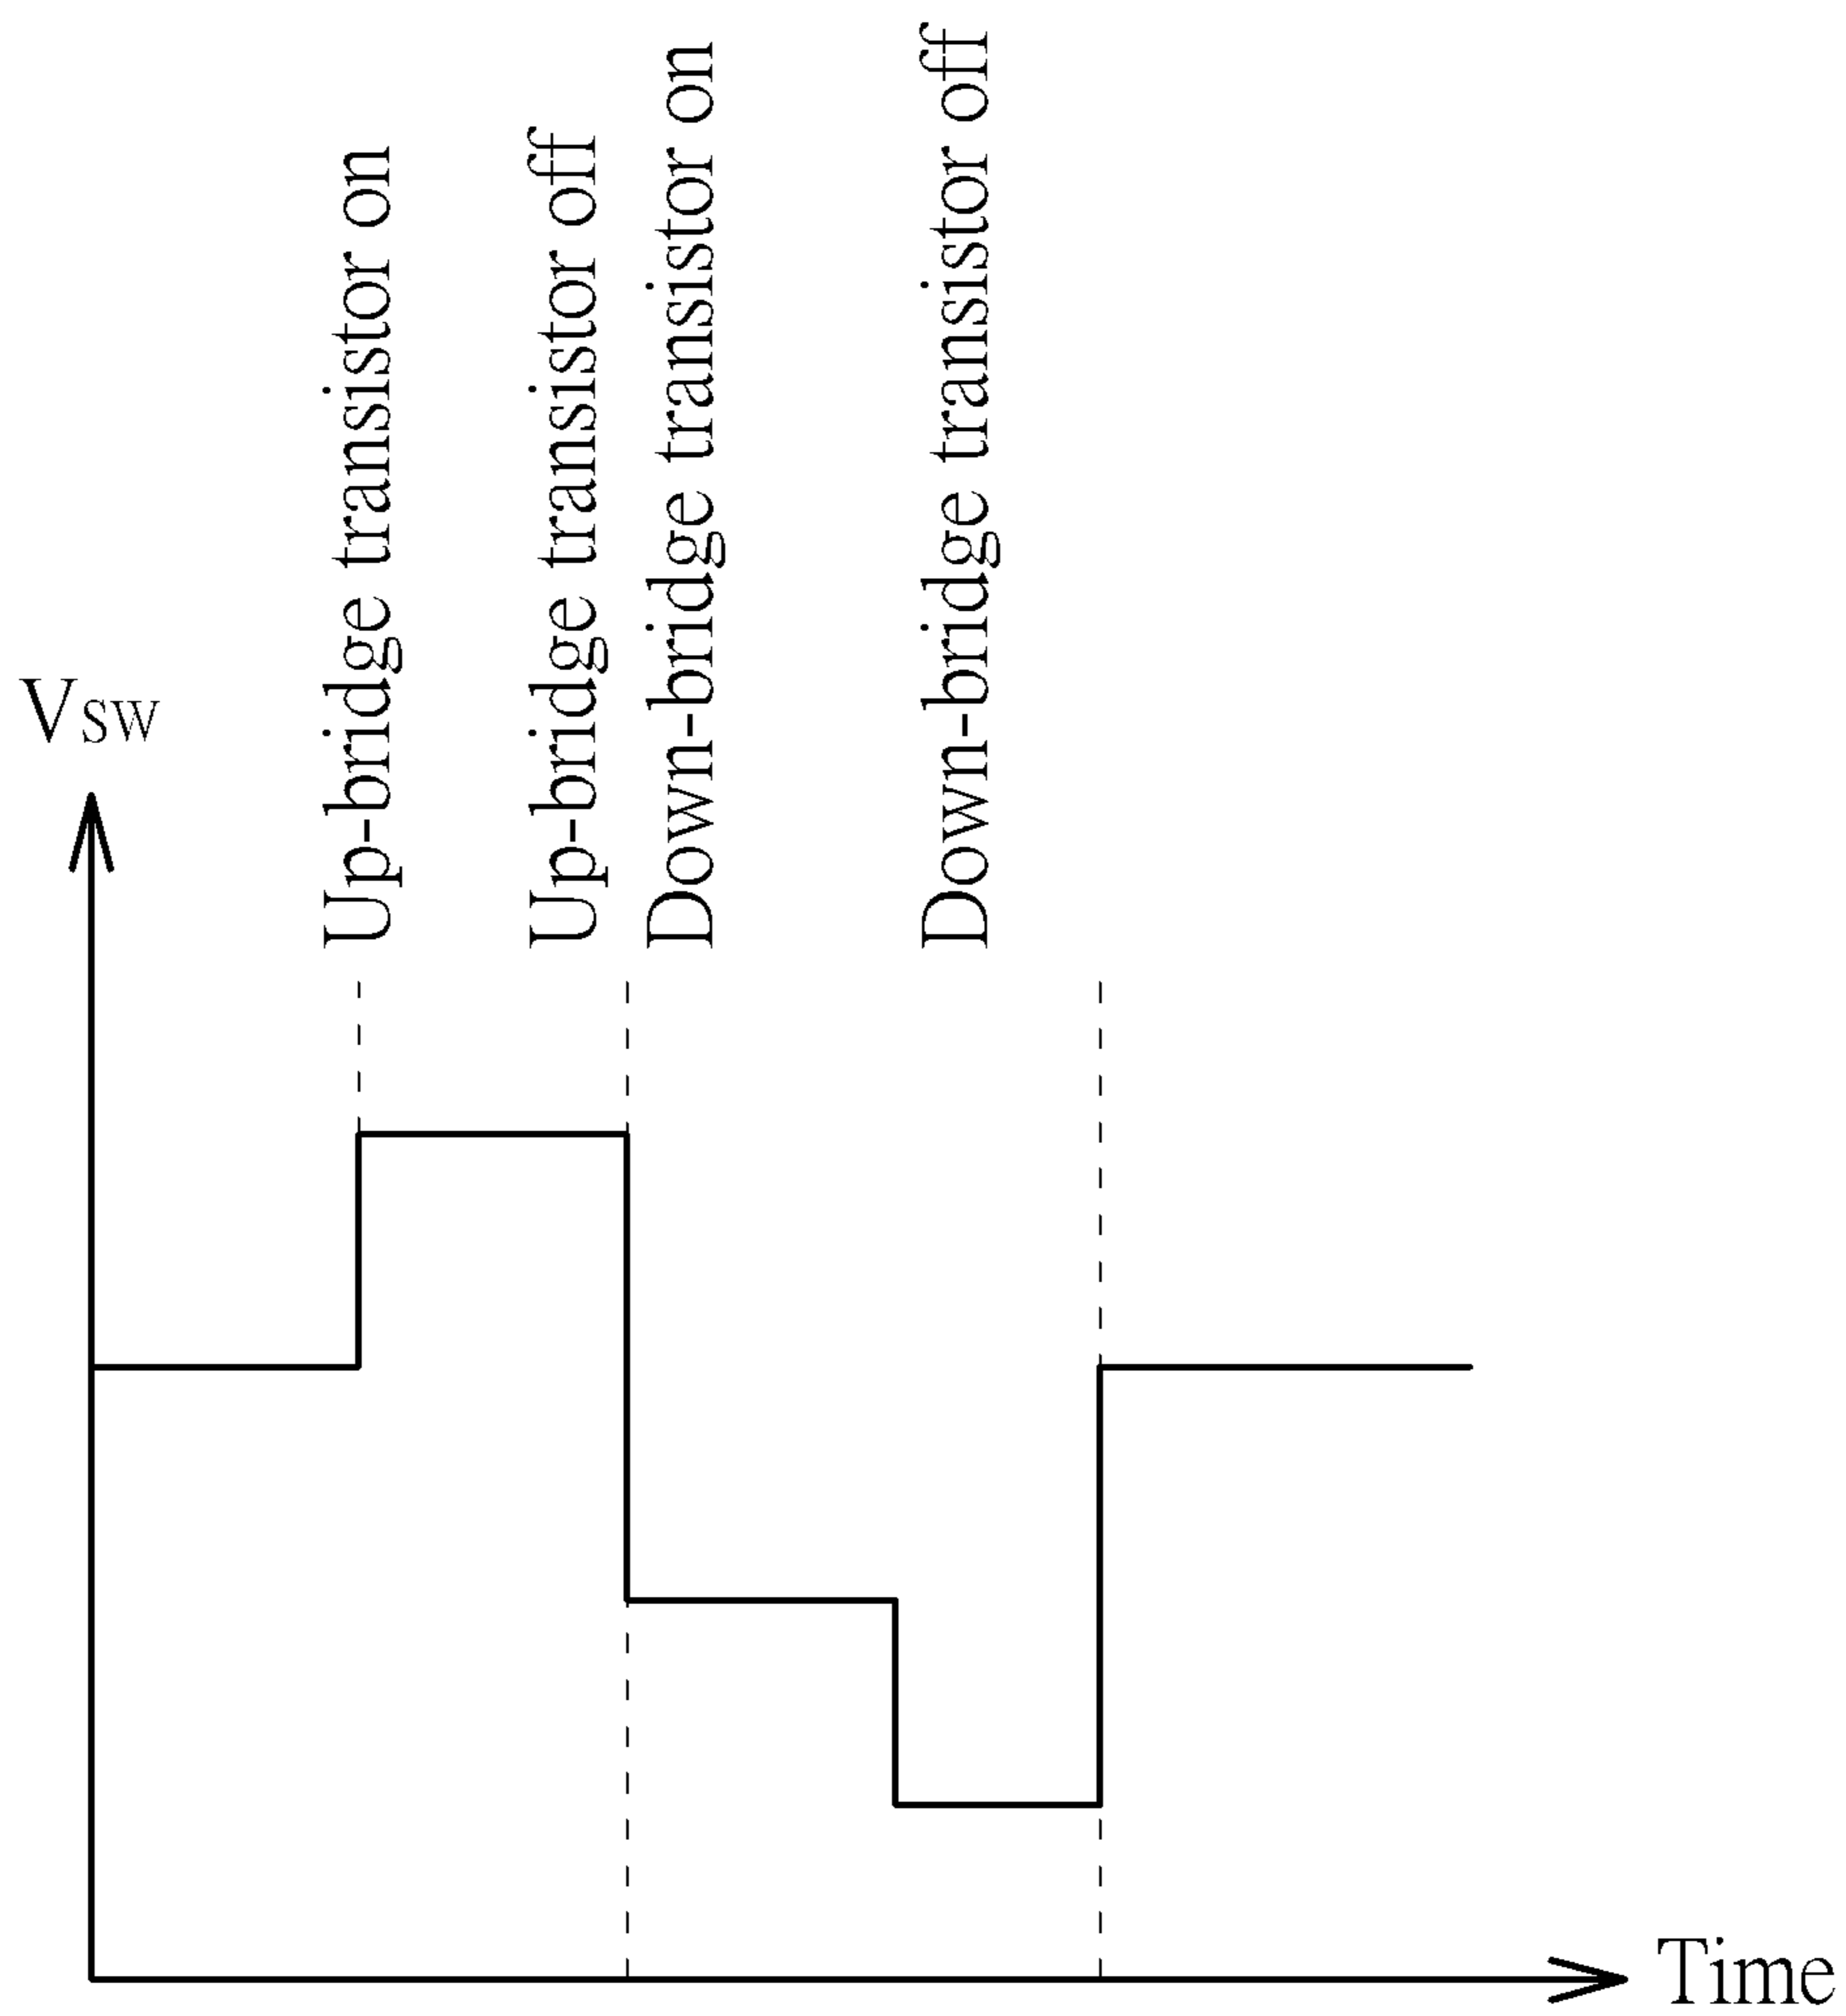 Up-bridge transistor on
Up-bridge transistor off
Down-bridge transistor on
Down-bridge transistor off
VSW
Time